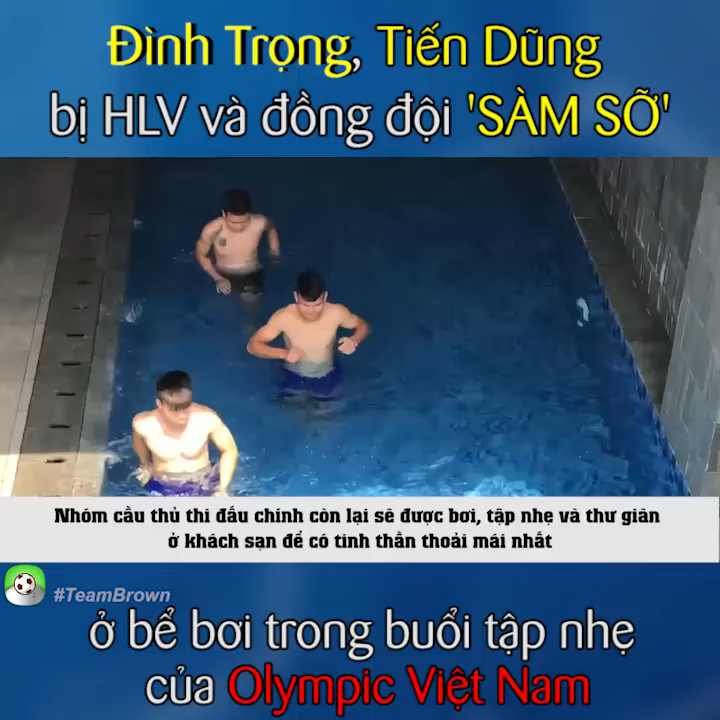 Đình Trọng, Tiến Dũng
bị HLV và đồng đội 'SÀM SỠ'
Nhóm cầu thủ thi đấu chính còn lại sẽ được bơi, tập nhẹ và thư giãn
ở khách sạn để có tinh thần thoải mái nhất
#TeamBrown
ở bể bơi trong buổi tập nhẹ
của Olympic Việt Nam